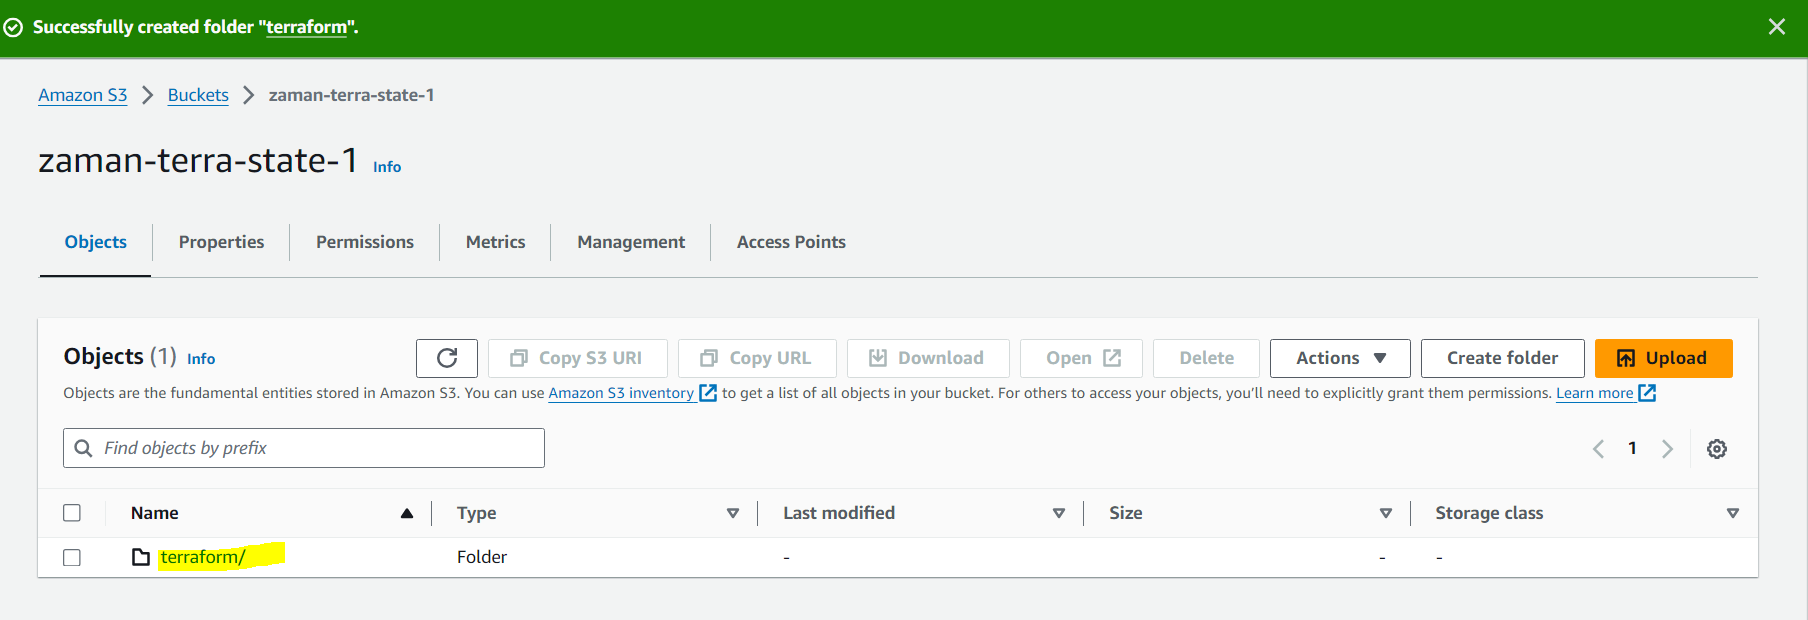 Successfully created folder "terraform".
Amazon S3 > Buckets > zaman-terra-state-1
zaman-terra-state-1 Info
Objects Properties Permissions Metrics Management Access Points
Objects (1) Info Copy S3 URI Copy URL Download Open Delete Actions Create folder Upload
Objects are the fundamental entities stored in Amazon S3. You can use Amazon S3 inventory to get a list of all objects in your bucket. For others to access your objects, you'll need to explicitly grant them permissions. Learn more
Find objects by prefix 1
Name Type Last modified Size Storage class
terraform/ Folder - - -